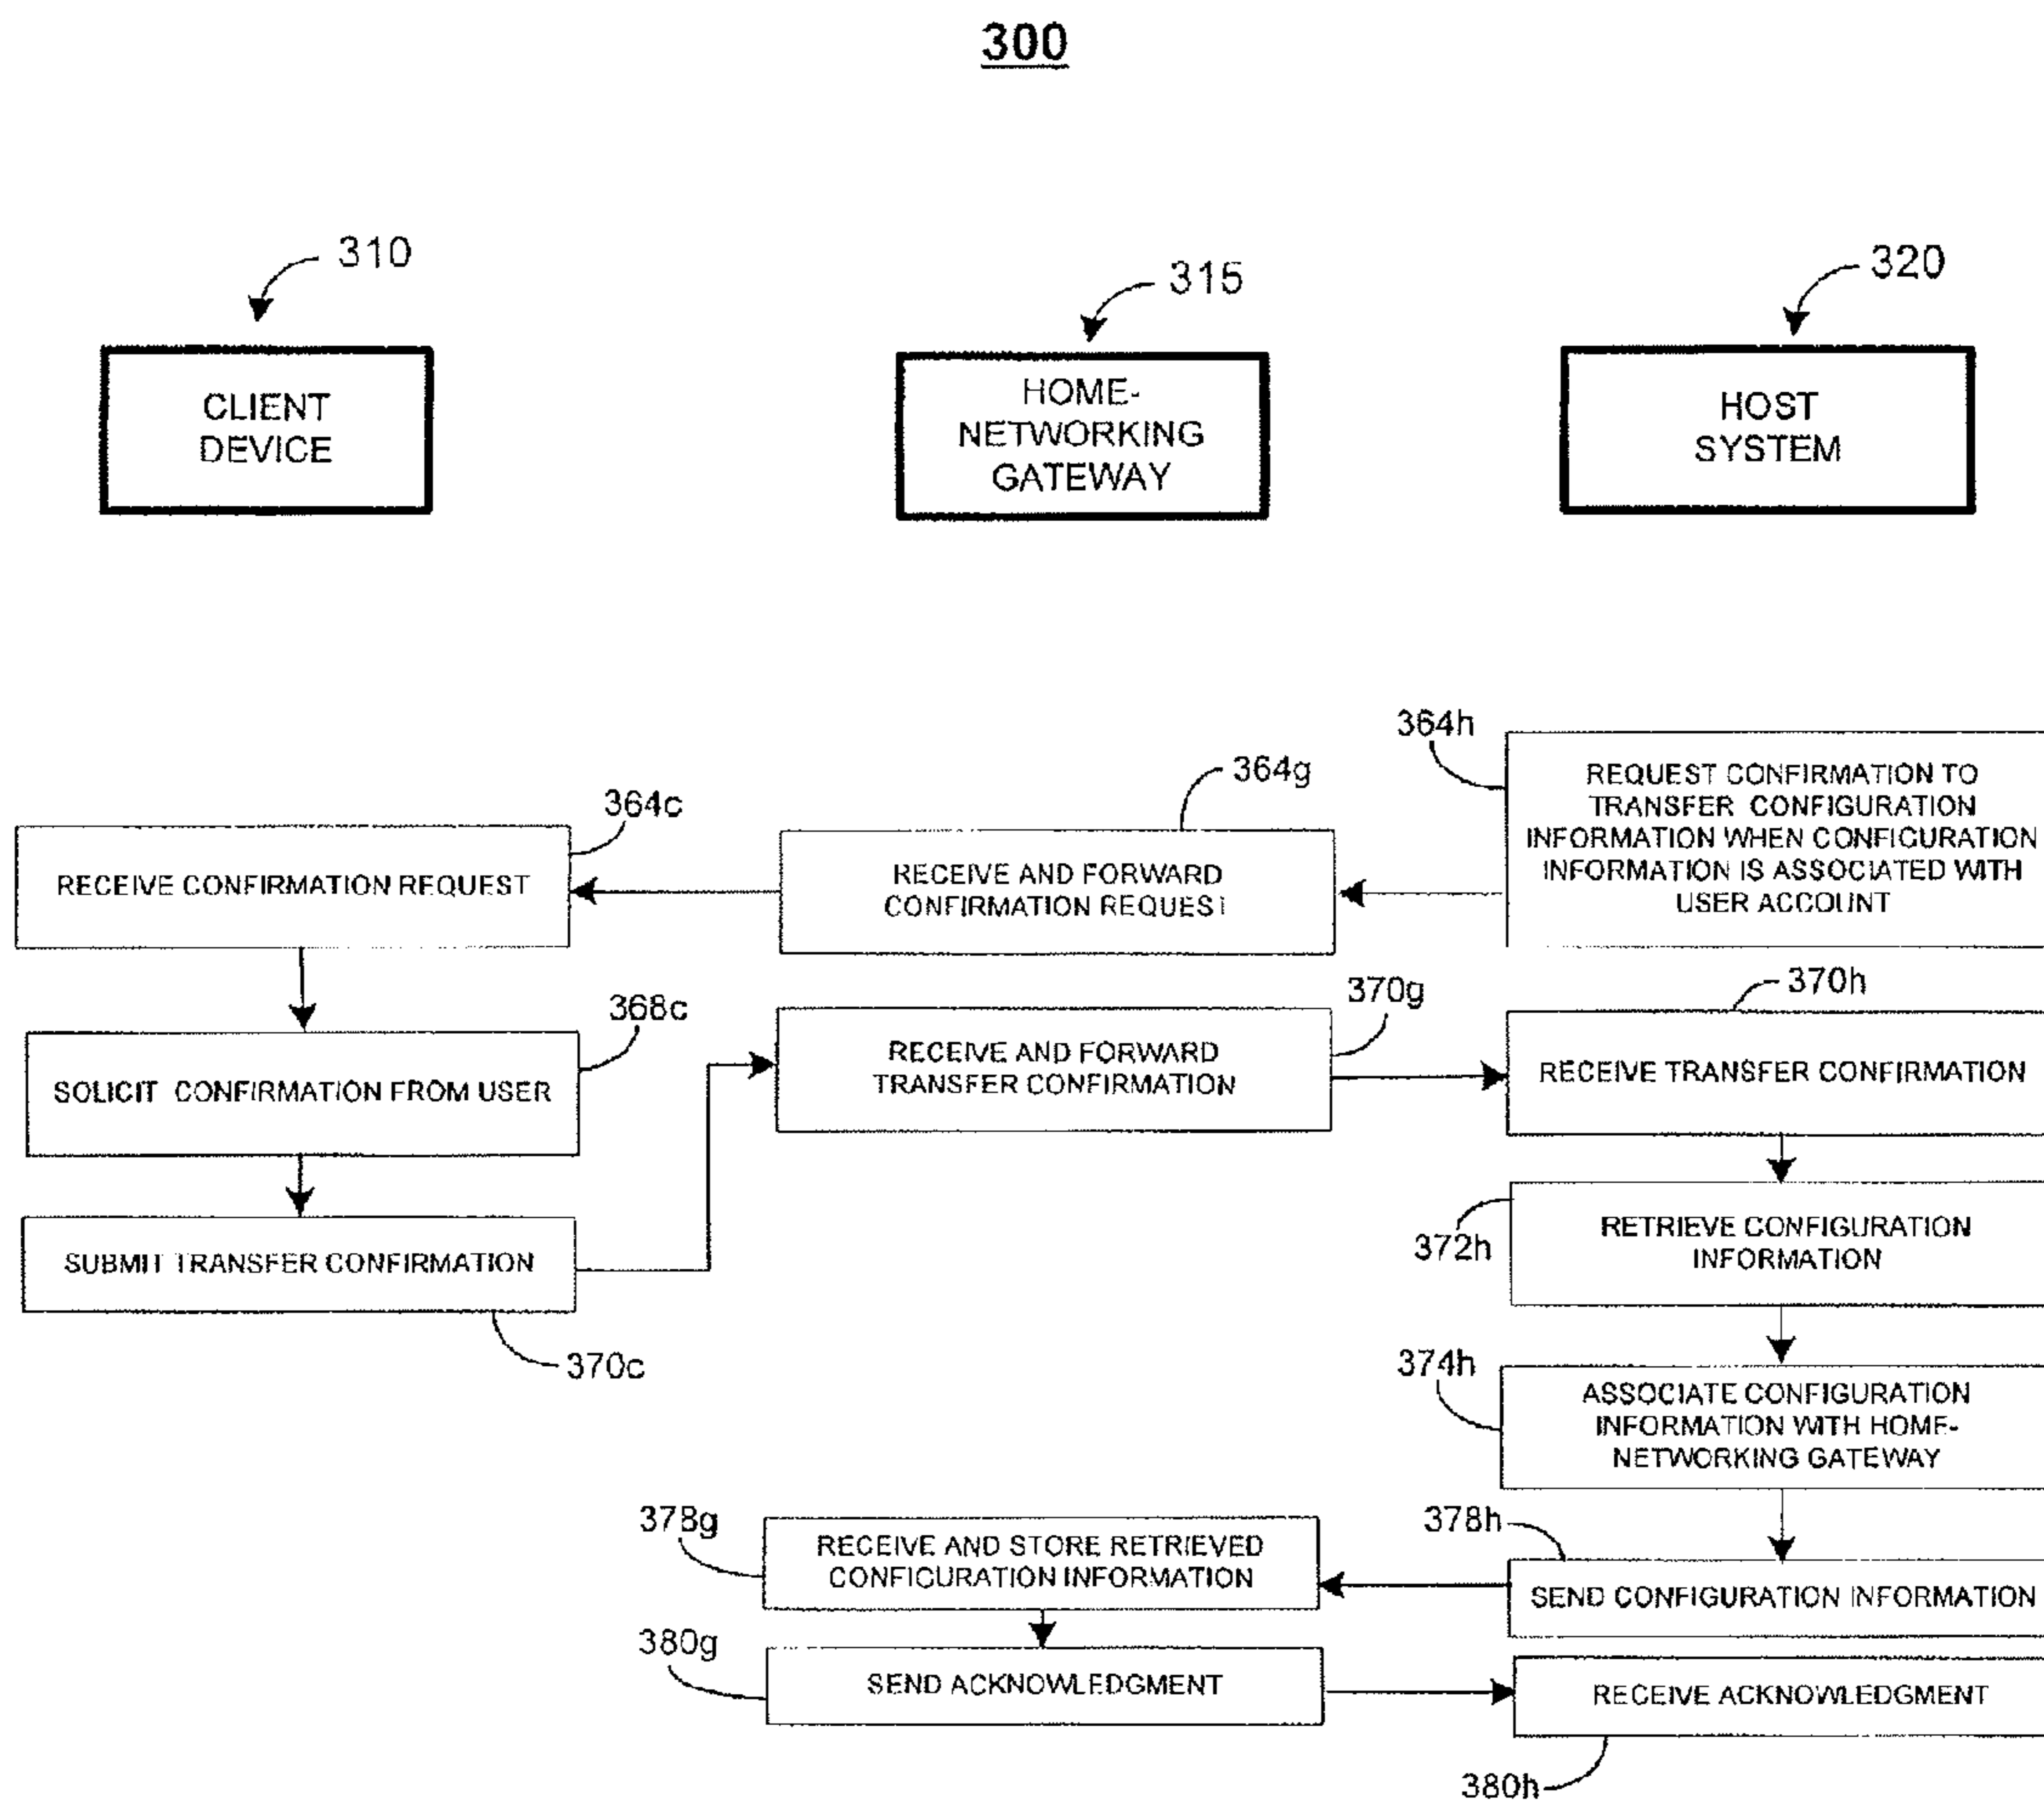 300
310
315
320
CLIENT
DEVICE
HOME-
NETWORKING
GATEWAY
HOST
SYSTEM
364h
REQUEST CONFIRMATION TO
TRANSFER CONFIGURATION
INFORMATION WHEN CONFIGURATION
INFORMATION IS ASSOCIATED WITH
USER ACCOUNT
364g
RECEIVE AND FORWARD
CONFIRMATION REQUEST
364c
RECEIVE CONFIRMATION REQUEST
368c
SOLICIT CONFIRMATION FROM USER
370g
RECEIVE AND FORWARD
TRANSFER CONFIRMATION
370h
RECEIVE TRANSFER CONFIRMATION
SUBMIT TRANSFER CONFIRMATION
370c
372h
RETRIEVE CONFIGURATION
INFORMATION
374h
ASSOCIATE CONFIGURATION
INFORMATION WITH HOME-
NETWORKING GATEWAY
378g
RECEIVE AND STORE RETRIEVED
CONFIGURATION INFORMATION
378h
SEND CONFIGURATION INFORMATION
380g
SEND ACKNOWLEDGMENT
RECEIVE ACKNOWLEDGMENT
380h